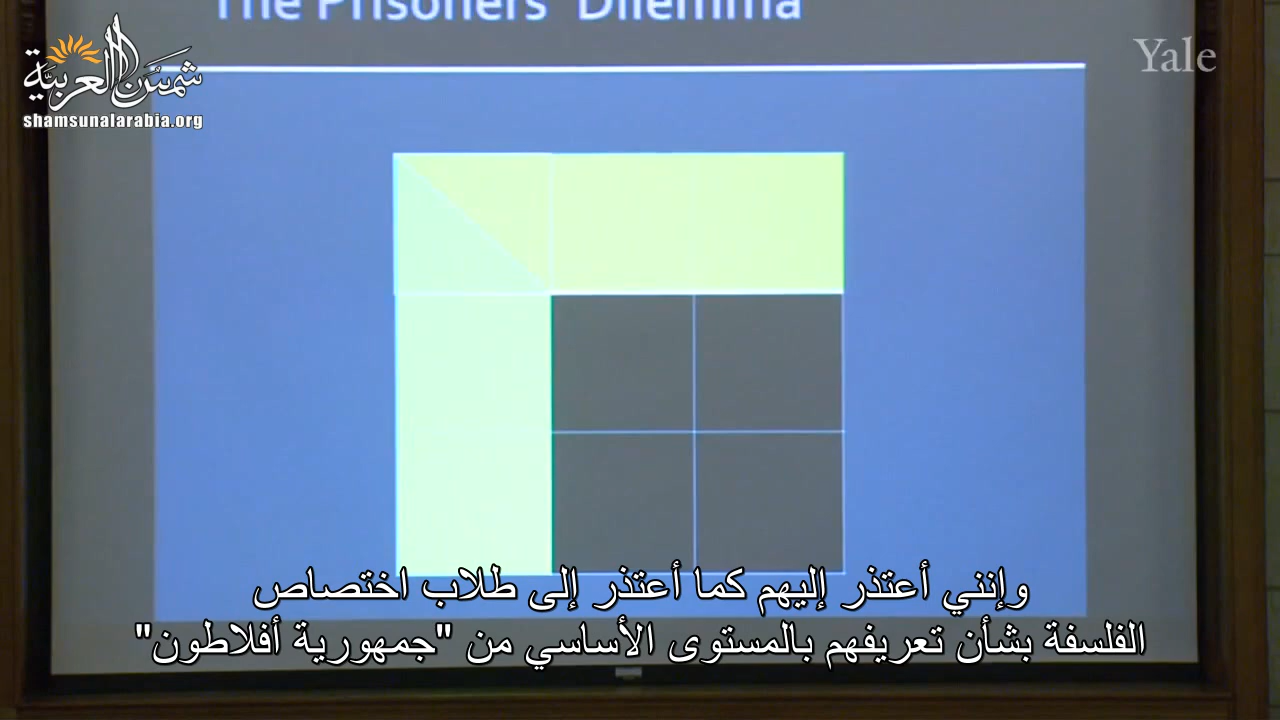 The Prisoners' Dilemma
شمس العربية
shamsunalarabia.org
Yale
وإنني أعتذر إليهم كما أعتذر إلى طلاب اختصاص
الفلسفة بشأن تعريفهم بالمستوى الأساسي من "جمهورية أفلاطون"